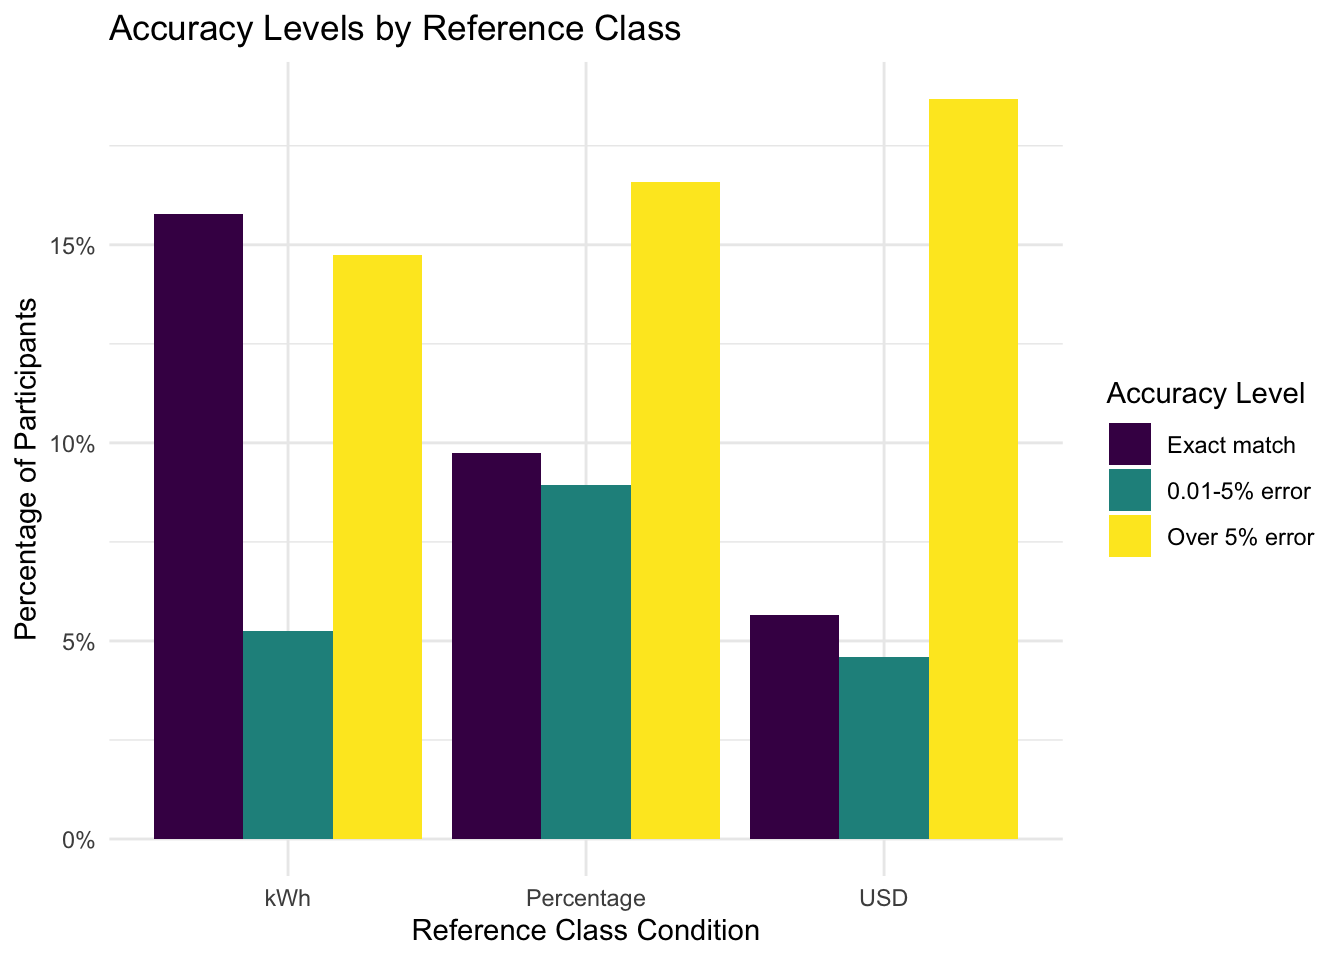 Accuracy Levels by Reference Class
Percentage of Participants
15%
10%
5%
0%
kWh
Percentage
USD
Reference Class Condition
Accuracy Level
Exact match
0.01-5% error
Over 5% error